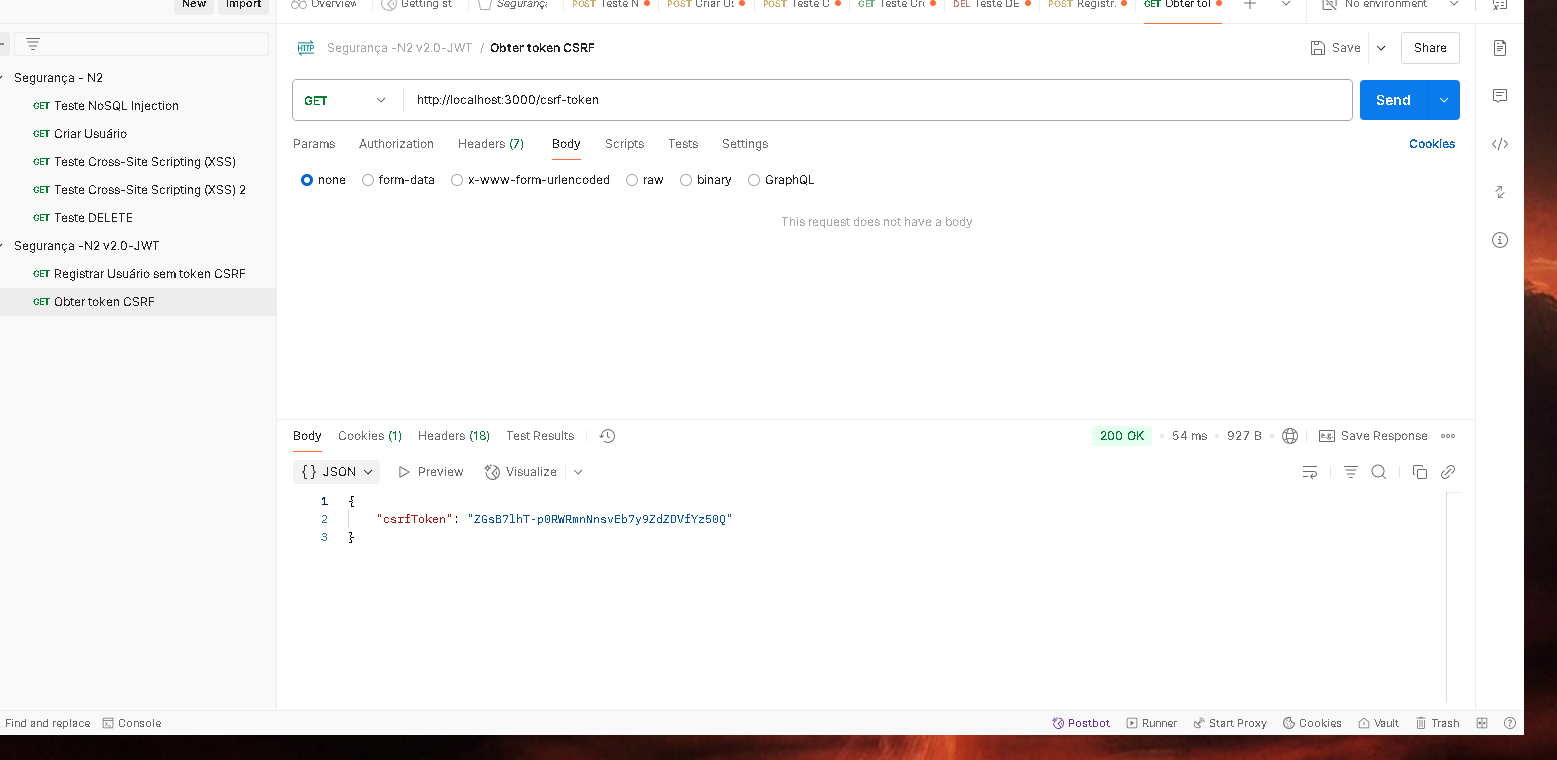 New Import
Overview Getting st Segurança POST Teste N POST Criar U: POST Teste C GET Teste Cr DEL Teste DE POST Registr. GET Obter tol No environment
Segurança -N2 v2.0-JWT / Obter token CSRF Save Share
Segurança - N2
GET Teste NoSQL Injection
GET Criar Usuário
GET Teste Cross-Site Scripting (XSS)
GET Teste Cross-Site Scripting (XSS) 2
GET Teste DELETE
Segurança -N2 v2.0-JWT
GET Registrar Usuário sem token CSRF
GET Obter token CSRF
GET http://localhost:3000/csrf-token Send
Params Authorization Headers (7) Body Scripts Tests Settings Cookies
none form-data x-www-form-urlencoded raw binary GraphQL
This request does not have a body
Body Cookies (1) Headers (18) Test Results 200 OK 54 ms 927 B Save Response
{} JSON Preview Visualize
1 {
2 "csrfToken": "ZGsB7lhT-p0RWRmnNnsvEb7y9ZdZDVfYz50Q"
3 }
Find and replace Console Postbot Runner Start Proxy Cookies Vault Trash